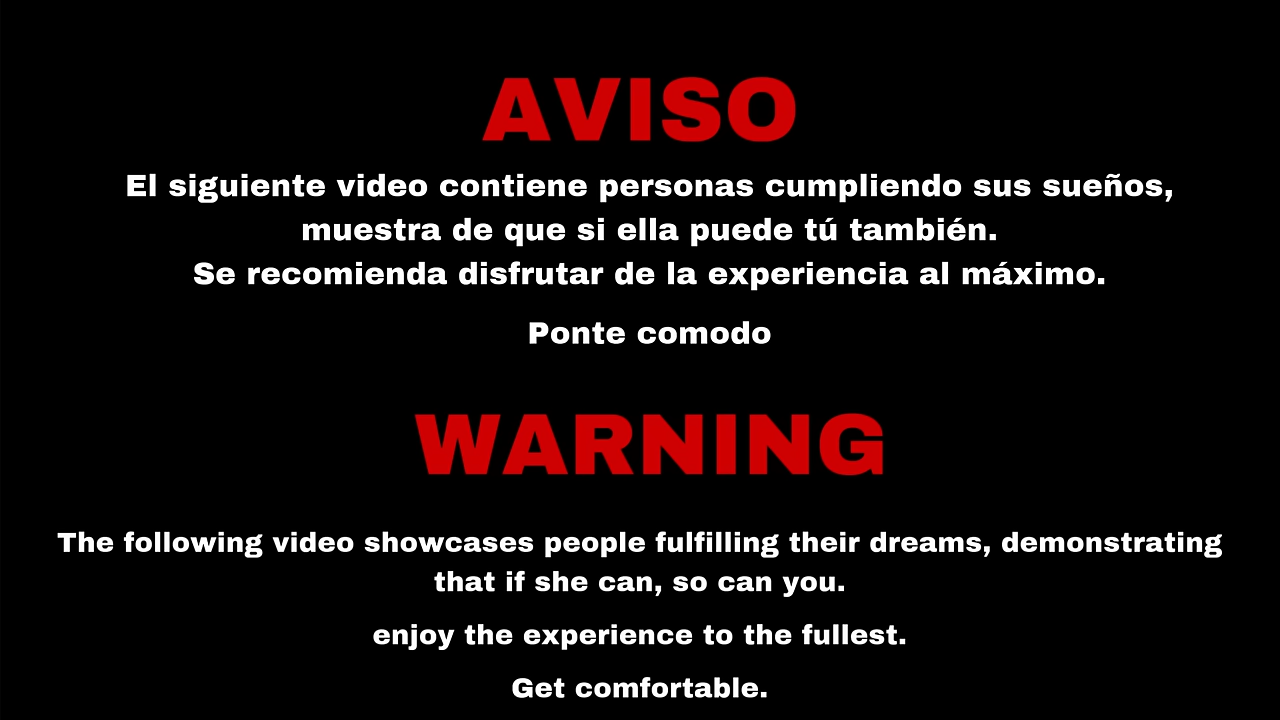 AVISO
El siguiente video contiene personas cumpliendo sus sueños,
muestra de que si ella puede tú también.
Se recomienda disfrutar de la experiencia al máximo.
Ponte comodo
WARNING
The following video showcases people fulfilling their dreams, demonstrating
that if she can, so can you.
enjoy the experience to the fullest.
Get comfortable.